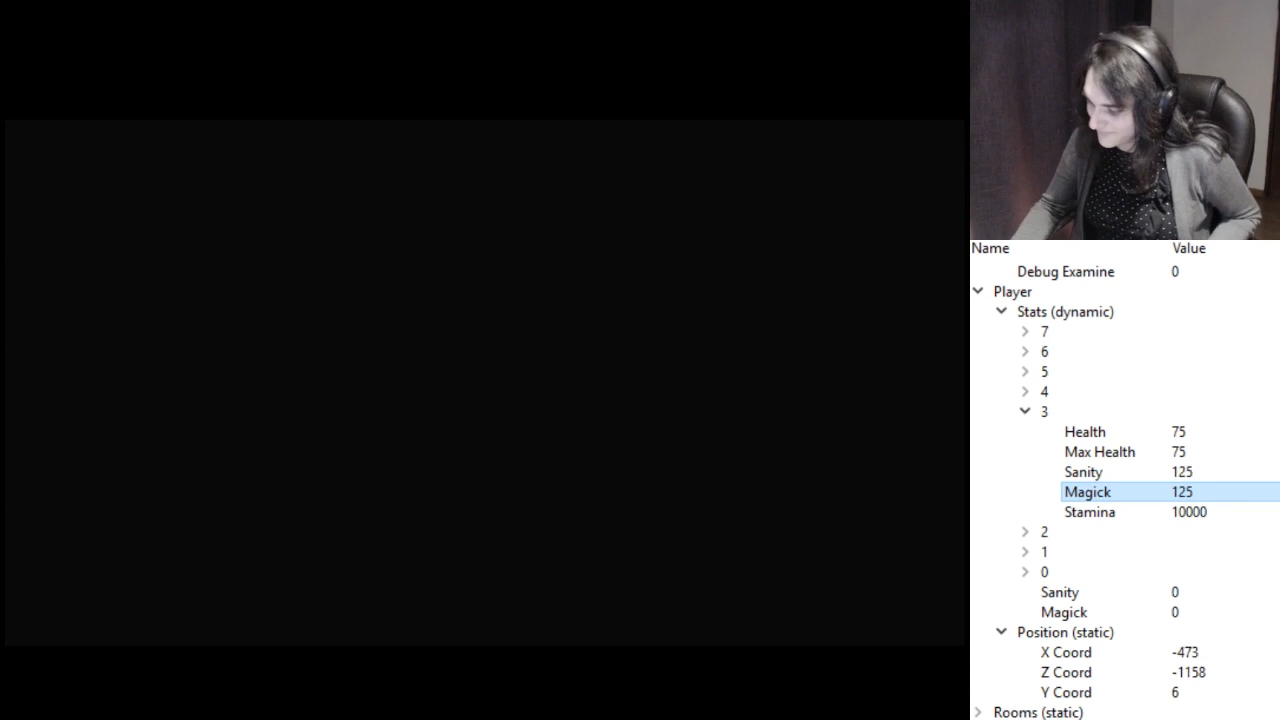 Name Value
Debug Examine 0
Player
Stats (dynamic)
7
6
5
4
3
Health 75
Max Health 75
Sanity 125
Magick 125
Stamina 10000
2
1
0
Sanity 0
Magick 0
Position (static)
X Coord -473
Z Coord -1158
Y Coord 6
Rooms (static)